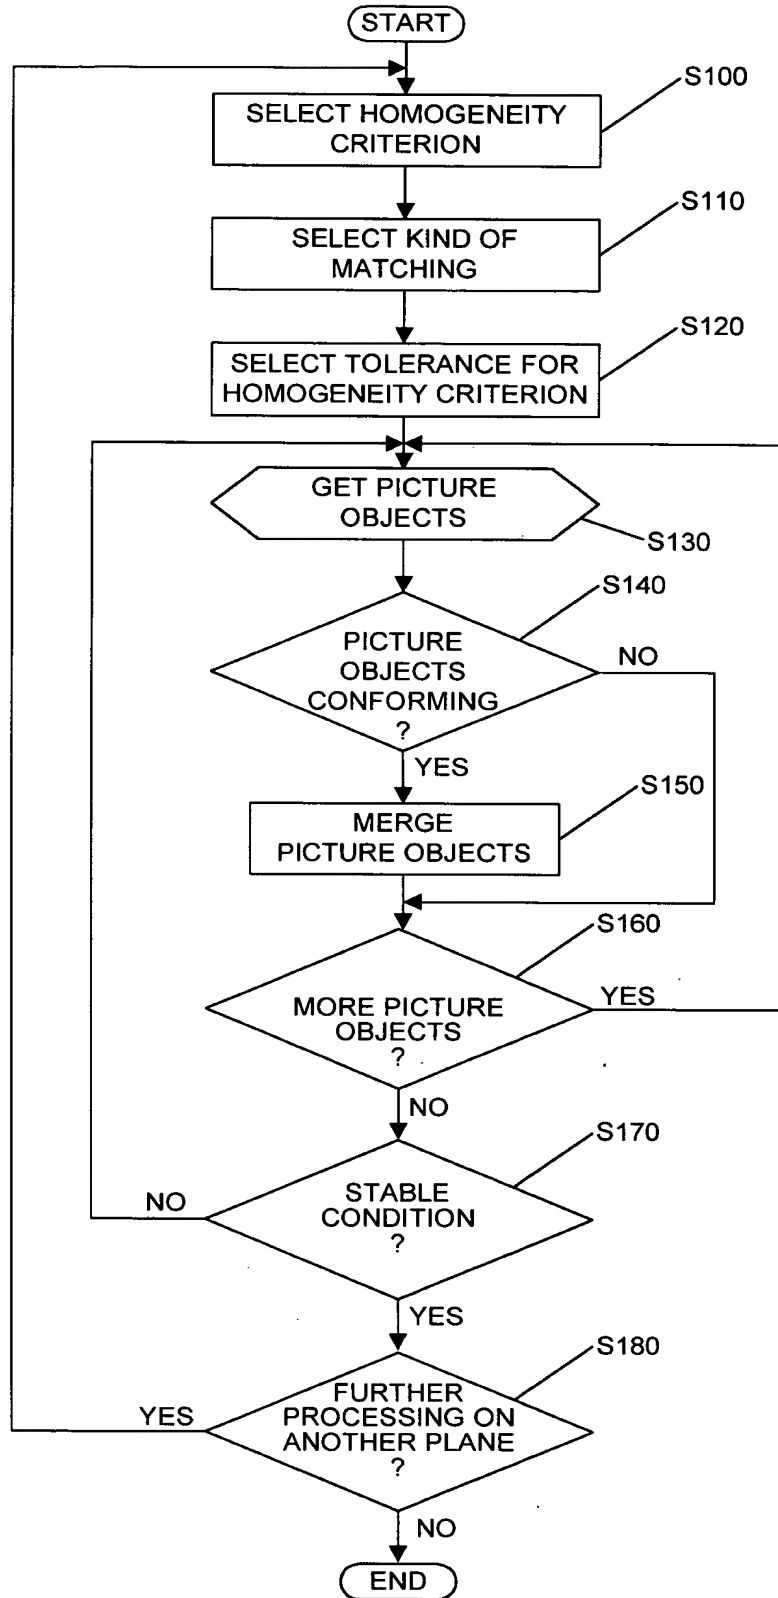 START
S100
SELECT HOMOGENEITY
CRITERION
S110
SELECT KIND OF
MATCHING
S120
SELECT TOLERANCE FOR
HOMOGENEITY CRITERION
GET PICTURE
OBJECTS
S130
S140
PICTURE
OBJECTS
CONFORMING
?
NO
YES
S150
MERGE
PICTURE OBJECTS
S160
MORE PICTURE
OBJECTS
?
YES
NO
S170
STABLE
CONDITION
?
NO
YES
S180
FURTHER
PROCESSING ON
ANOTHER PLANE
?
YES
NO
END